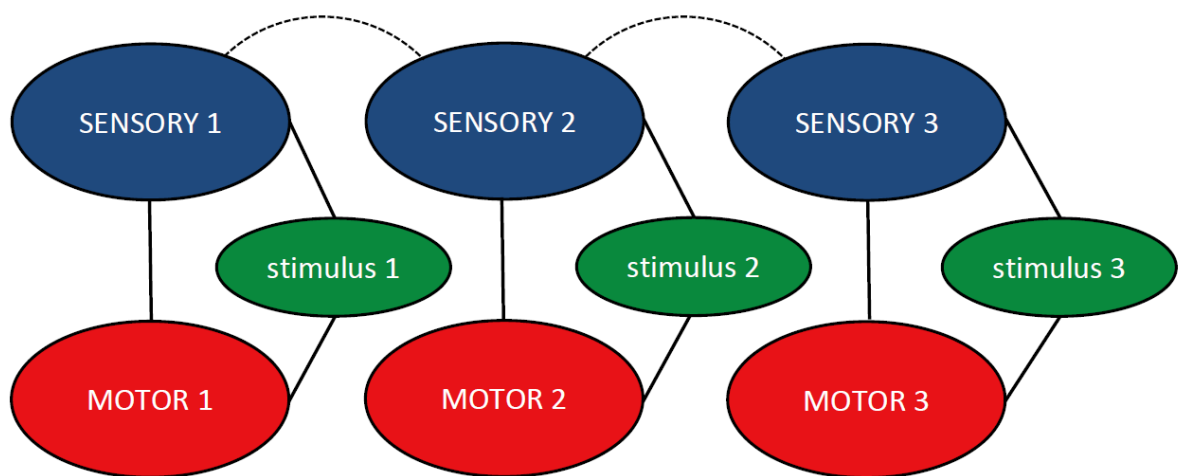 SENSORY 1
SENSORY 2
SENSORY 3
stimulus 1
stimulus 2
stimulus 3
MOTOR 1
MOTOR 2
MOTOR 3